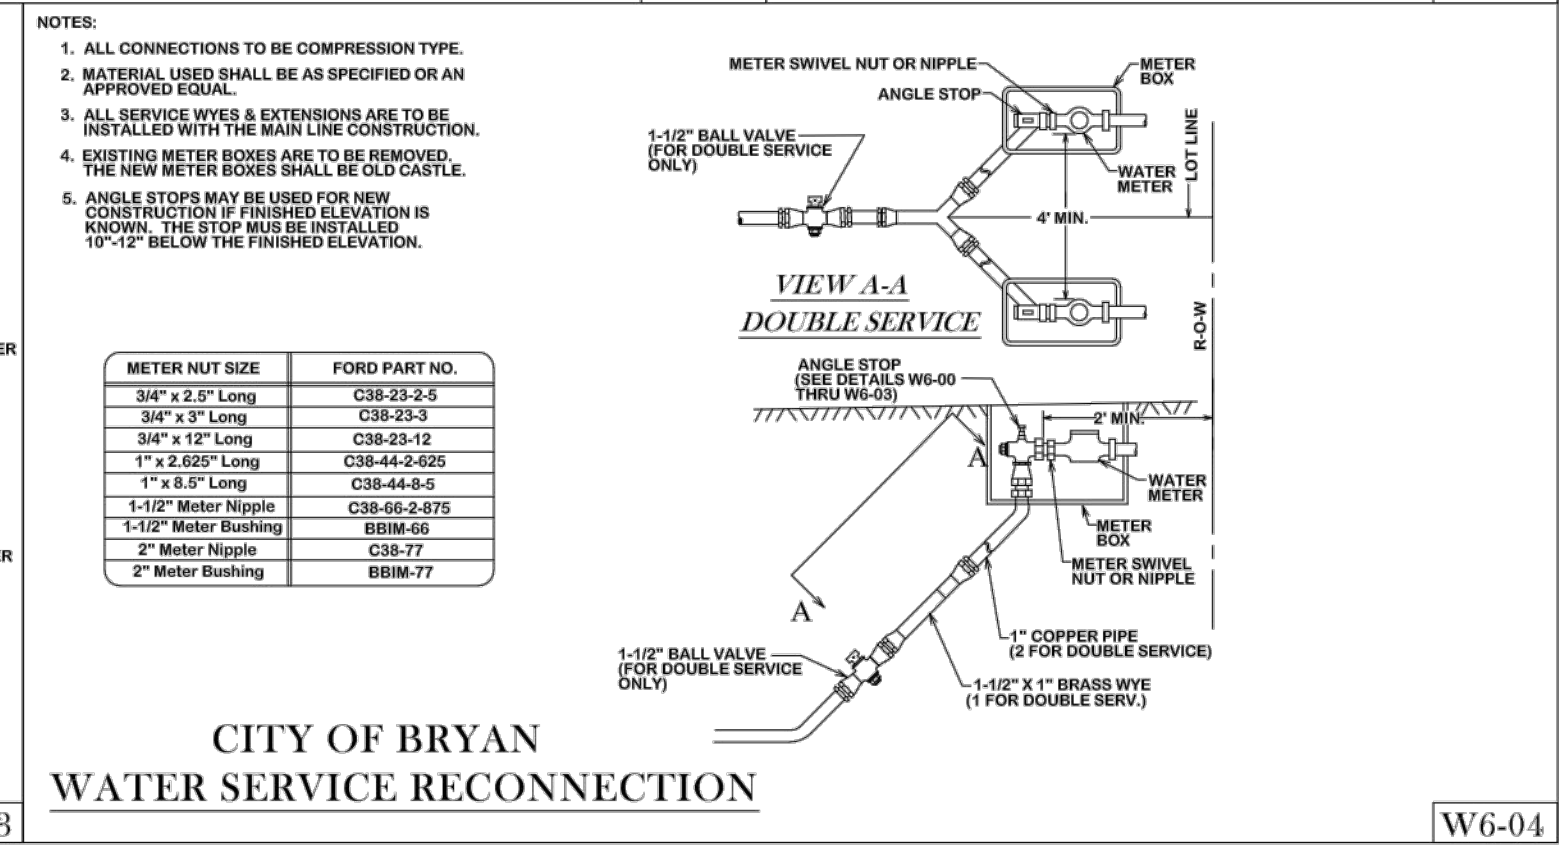 NOTES:
1. ALL CONNECTIONS TO BE COMPRESSION TYPE.
2. MATERIAL USED SHALL BE AS SPECIFIED OR AN
APPROVED EQUAL.
3. ALL SERVICE WYES & EXTENSIONS ARE TO BE
INSTALLED WITH THE MAIN LINE CONSTRUCTION.
4. EXISTING METER BOXES ARE TO BE REMOVED.
THE NEW METER BOXES SHALL BE OLD CASTLE.
5. ANGLE STOPS MAY BE USED FOR NEW
CONSTRUCTION IF FINISHED ELEVATION IS
KNOWN. THE STOP MUS BE INSTALLED
10"-12" BELOW THE FINISHED ELEVATION.
ER
ER
METER NUT SIZE FORD PART NO.
3/4" x 2.5" Long C38-23-2-5
3/4" x 3" Long C38-23-3
3/4" x 12" Long C38-23-12
1" x 2.625" Long C38-44-2-625
1" x 8.5" Long C38-44-8-5
1-1/2" Meter Nipple C38-66-2-875
1-1/2" Meter Bushing BBIM-66
2" Meter Nipple C38-77
2" Meter Bushing BBIM-77
METER SWIVEL NUT OR NIPPLE
METER
BOX
ANGLE STOP
1-1/2" BALL VALVE
(FOR DOUBLE SERVICE
ONLY)
WATER
METER
LOT LINE
4' MIN.
VIEW A-A
DOUBLE SERVICE
R-O-W
ANGLE STOP
(SEE DETAILS W6-00
THRU W6-03)
2' MIN.
A
WATER
METER
METER
BOX
METER SWIVEL
NUT OR NIPPLE
A
1" COPPER PIPE
(2 FOR DOUBLE SERVICE)
1-1/2" BALL VALVE
(FOR DOUBLE SERVICE
ONLY)
1-1/2" X 1" BRASS WYE
(1 FOR DOUBLE SERV.)
CITY OF BRYAN
WATER SERVICE RECONNECTION
3
W6-04